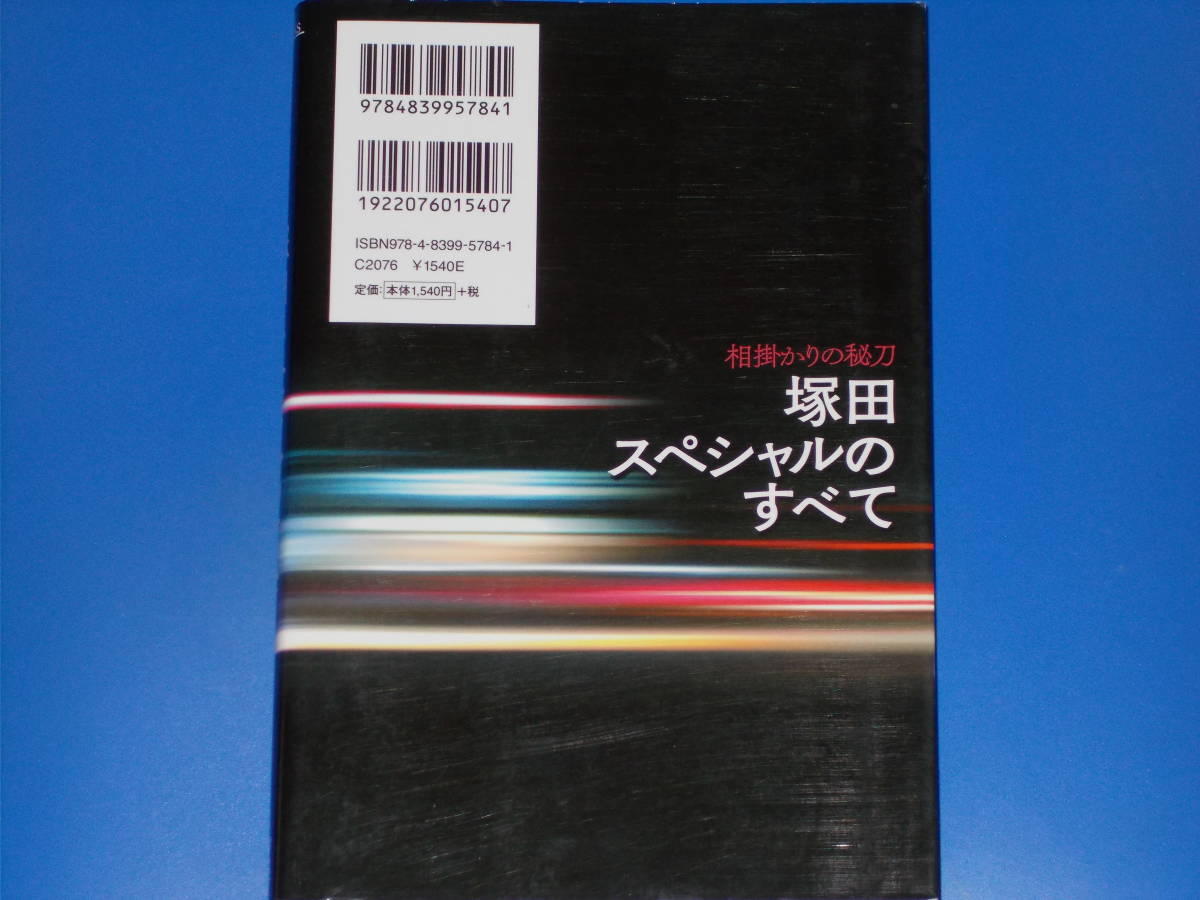 9784839957841
1922076015407
ISBN978-4-8399-5784-1
C2076 ¥1540E
定価:本体1,540円+税
相掛かりの秘刀
塚田
スペシャルの
すべて